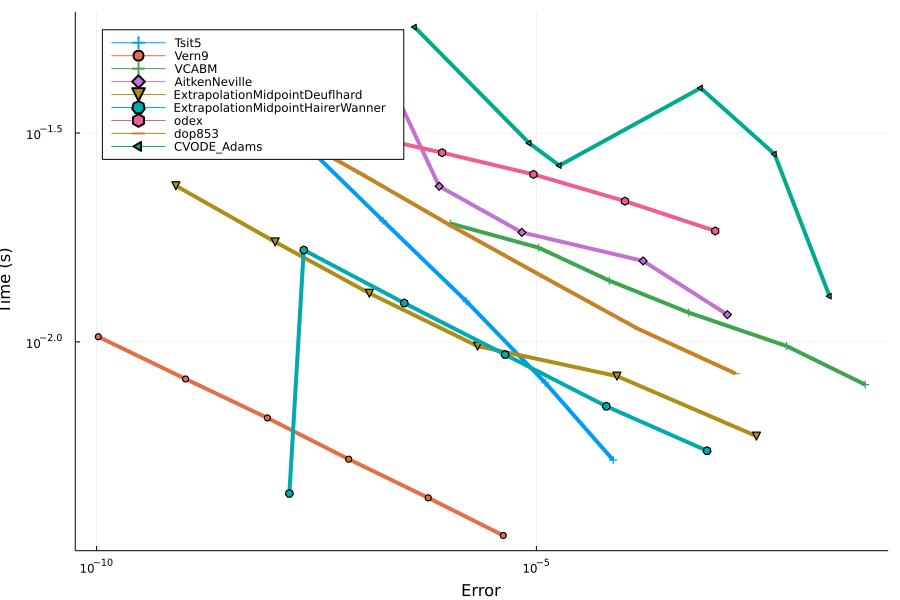 Tsit5
Vern9
VCABM
AitkenNeville
ExtrapolationMidpointDeuflhard
ExtrapolationMidpointHairerWanner
odex
dop853
CVODE_Adams
10^-1.5
10^-2.0
Time (s)
10^-10
10^-5
Error